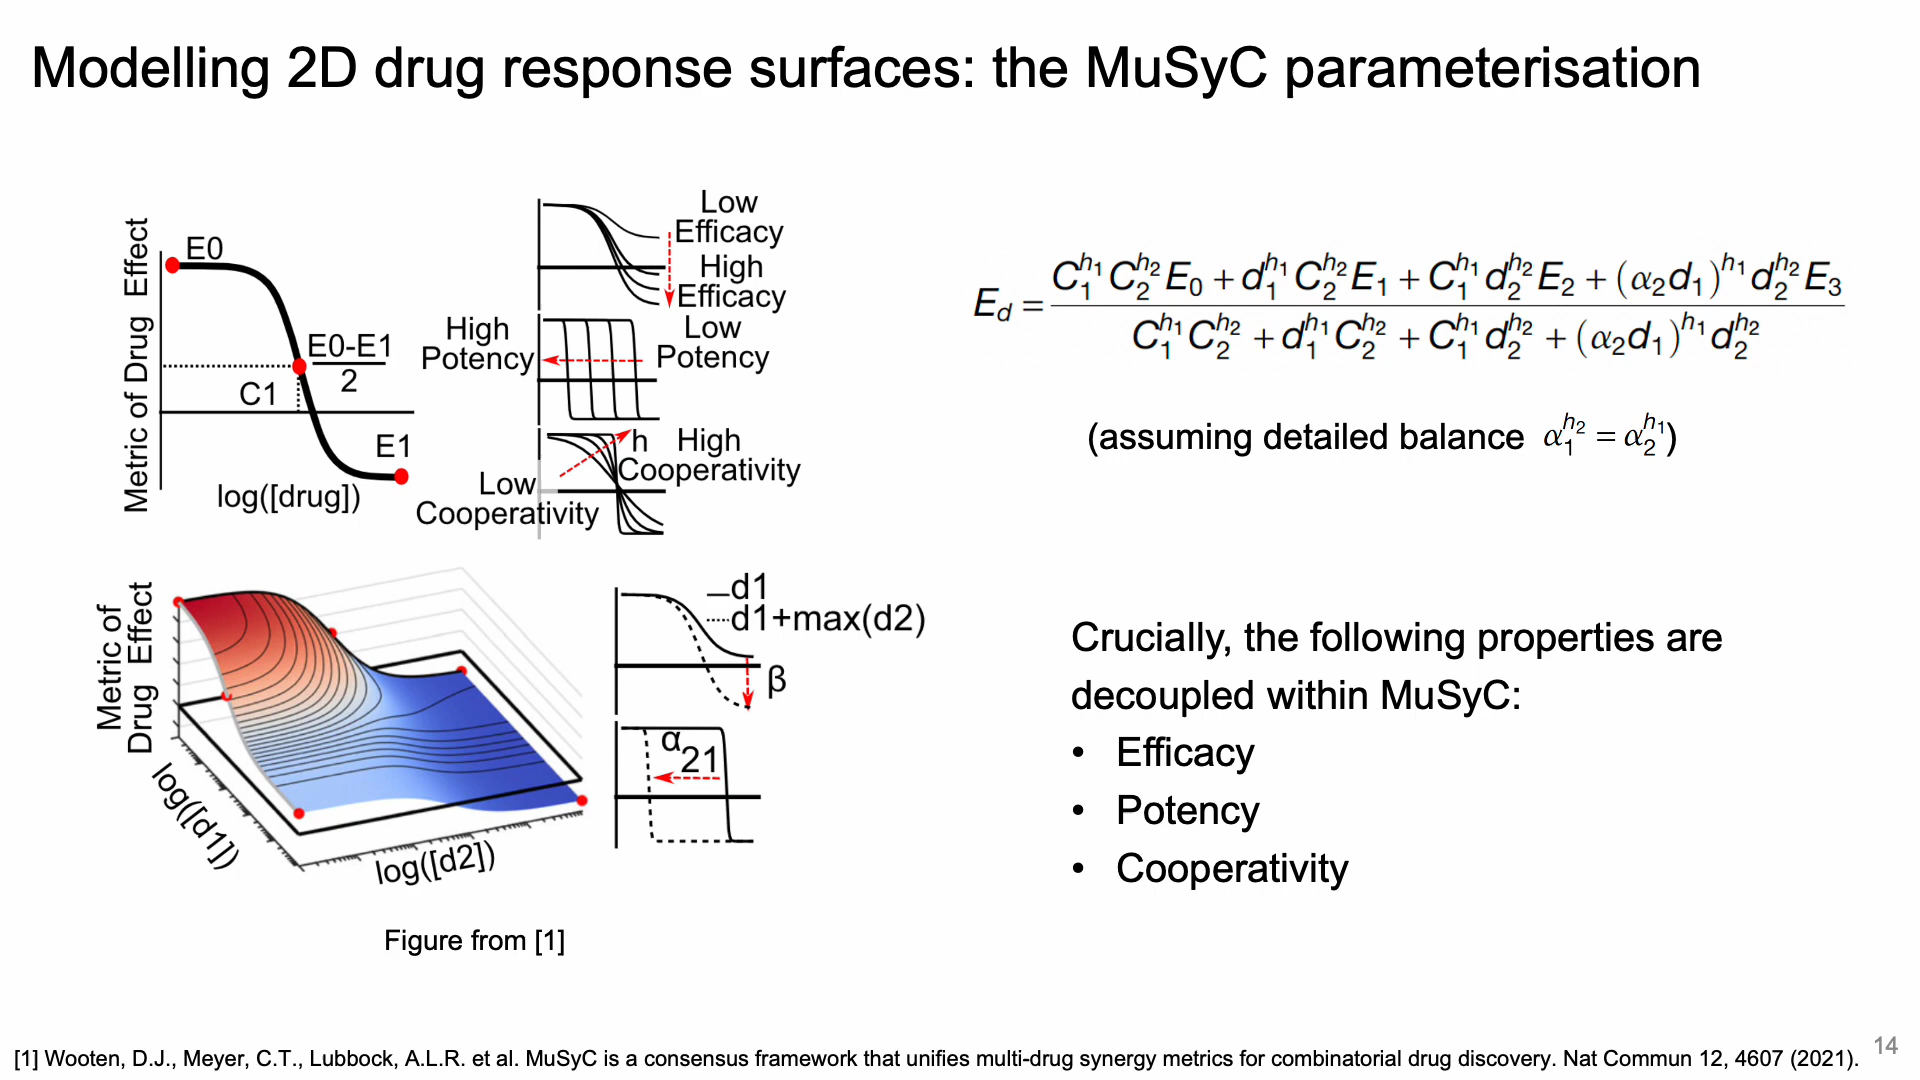 Modelling 2D drug response surfaces: the MuSyC parameterisation
Metric of Drug Effect
E0
E0-E1
2
C1
E1
log([drug])
Low
Efficacy
High
Efficacy
High
Potency
Low
Potency
h High
Cooperativity
Low
Cooperativity
E_d = \frac{C_1^{h_1} C_2^{h_2} E_0 + d_1^{h_1} C_2^{h_2} E_1 + C_1^{h_1} d_2^{h_2} E_2 + (α_2 d_1)^{h_1} d_2^{h_2} E_3}{C_1^{h_1} C_2^{h_2} + d_1^{h_1} C_2^{h_2} + C_1^{h_1} d_2^{h_2} + (α_2 d_1)^{h_1} d_2^{h_2}}
(assuming detailed balance α_1^{h_2} = α_2^{h_1})
Metric of
Drug Effect
log([d1])
log([d2])
d1
d1+max(d2)
β
α21
Figure from [1]
Crucially, the following properties are
decoupled within MuSyC:
• Efficacy
• Potency
• Cooperativity
[1] Wooten, D.J., Meyer, C.T., Lubbock, A.L.R. et al. MuSyC is a consensus framework that unifies multi-drug synergy metrics for combinatorial drug discovery. Nat Commun 12, 4607 (2021).
14